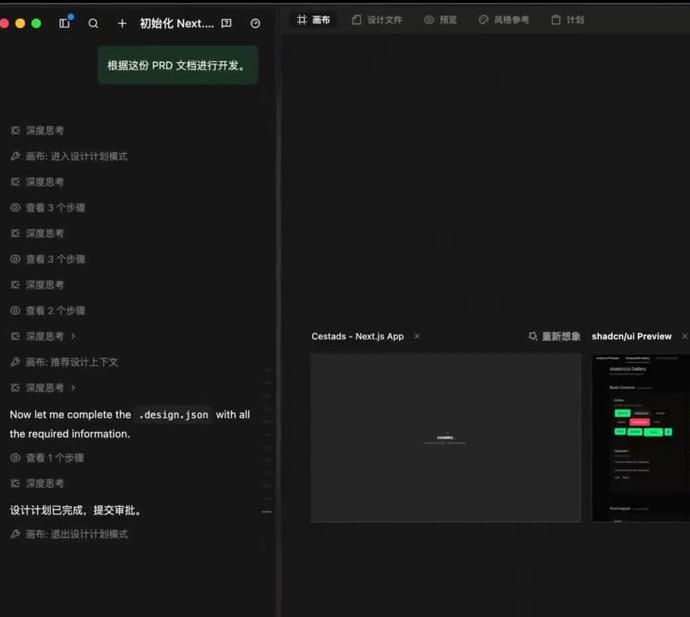 初始化 Next....
根据这份 PRD 文档进行开发。
深度思考
画布: 进入设计计划模式
深度思考
查看 3 个步骤
深度思考
查看 3 个步骤
深度思考
查看 2 个步骤
深度思考
画布: 推荐设计上下文
深度思考
Now let me complete the .design.json with all
the required information.
查看 1 个步骤
深度思考
设计计划已完成，提交审批。
画布: 退出设计计划模式
画布 设计文件 预览 风格参考 计划
Cestads - Next.js App 重新想象 shadcn/ui Preview
shadcn/ui Gallery
Basic Controls
Form Inputs